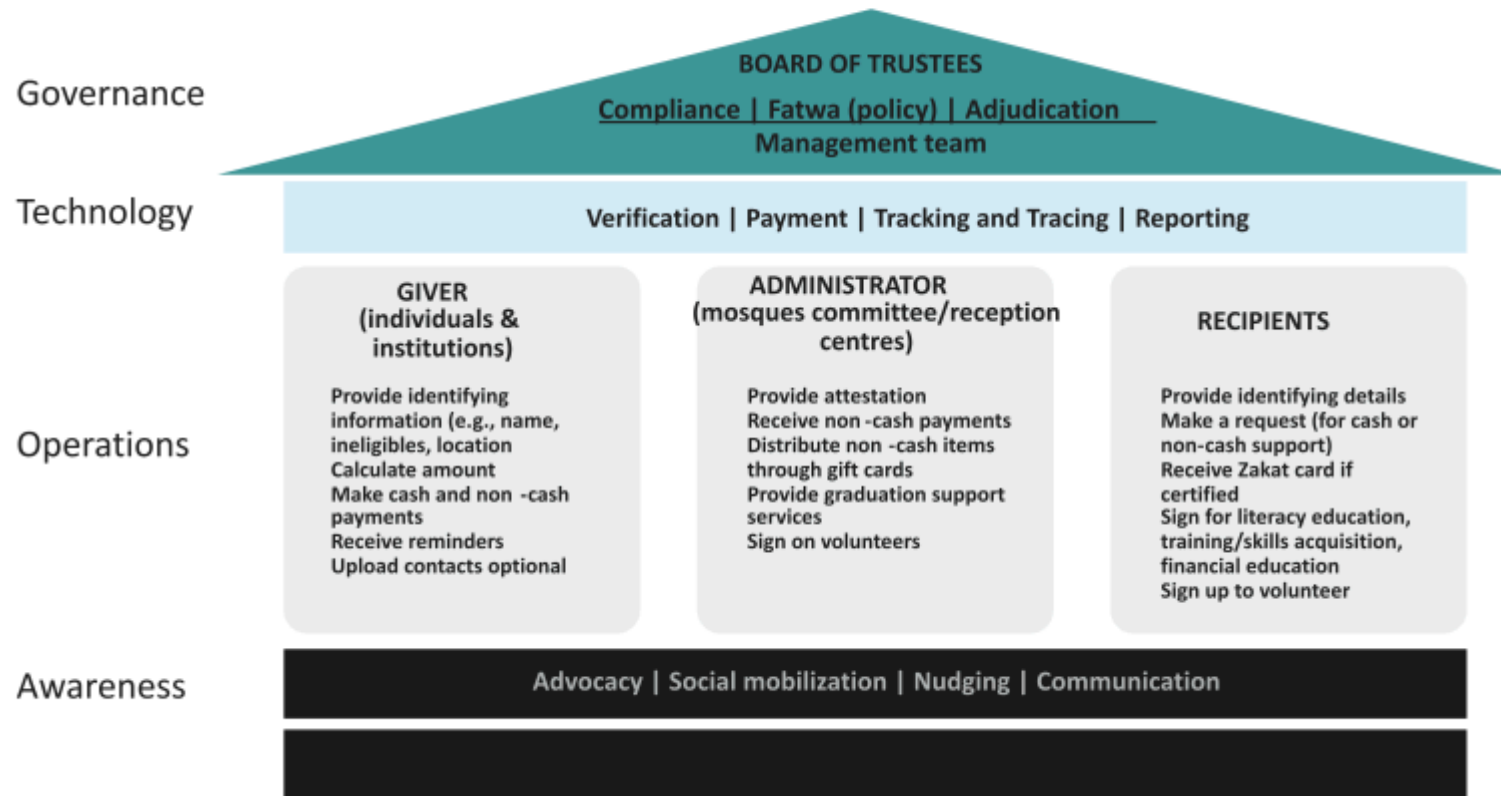 Governance
BOARD OF TRUSTEES
Compliance | Fatwa (policy) | Adjudication
Management team
Technology
Verification | Payment | Tracking and Tracing | Reporting
Operations
GIVER
(individuals &
institutions)
Provide identifying
information (e.g., name,
ineligibles, location
Calculate amount
Make cash and non -cash
payments
Receive reminders
Upload contacts optional
ADMINISTRATOR
(mosques committee/reception
centres)
Provide attestation
Receive non -cash payments
Distribute non -cash items
through gift cards
Provide graduation support
services
Sign on volunteers
RECIPIENTS
Provide identifying details
Make a request (for cash or
non-cash support)
Receive Zakat card if
certified
Sign for literacy education,
training/skills acquisition,
financial education
Sign up to volunteer
Awareness
Advocacy | Social mobilization | Nudging | Communication